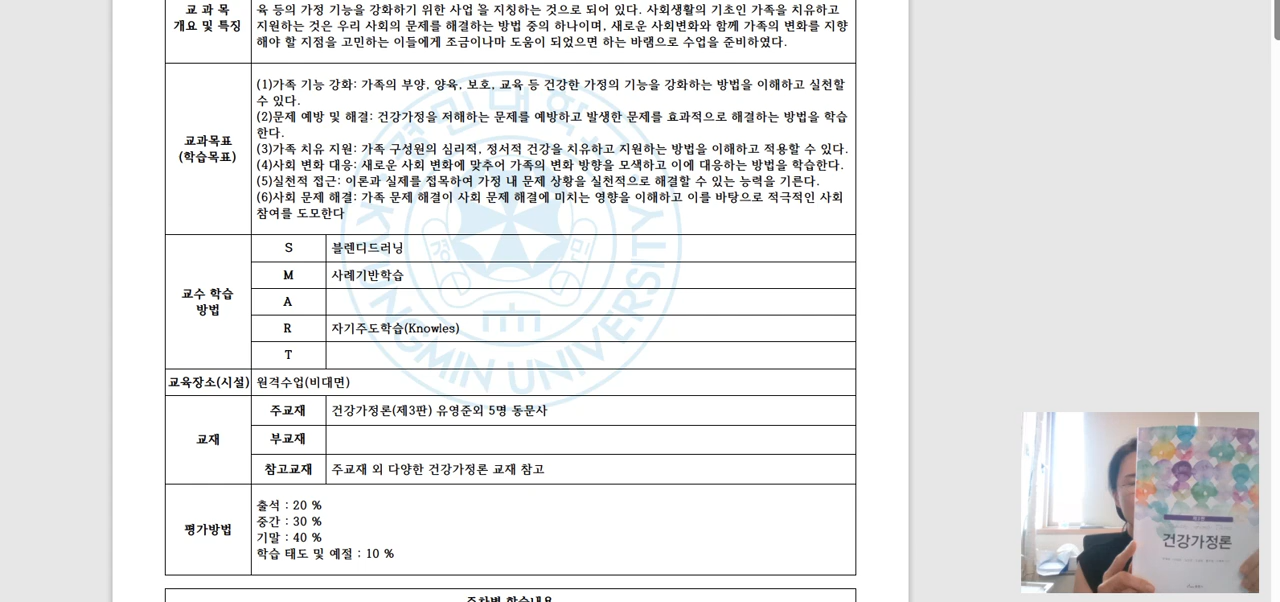 교 과 목
개요 및 특징
육 등의 가정 기능을 강화하기 위한 사업'을 지칭하는 것으로 되어 있다. 사회생활의 기초인 가족을 치유하고
지원하는 것은 우리 사회의 문제를 해결하는 방법 중의 하나이며, 새로운 사회변화와 함께 가족의 변화를 지향
해야 할 지점을 고민하는 이들에게 조금이나마 도움이 되었으면 하는 바램으로 수업을 준비하였다.
교과목표
(학습목표)
(1)가족 기능 강화: 가족의 부양, 양육, 보호, 교육 등 건강한 가정의 기능을 강화하는 방법을 이해하고 실천할
수 있다.
(2)문제 예방 및 해결: 건강가정을 저해하는 문제를 예방하고 발생한 문제를 효과적으로 해결하는 방법을 학습
한다.
(3)가족 치유 지원: 가족 구성원의 심리적, 정서적 건강을 치유하고 지원하는 방법을 이해하고 적용할 수 있다.
(4)사회 변화 대응: 새로운 사회 변화에 맞추어 가족의 변화 방향을 모색하고 이에 대응하는 방법을 학습한다.
(5)실천적 접근: 이론과 실제를 접목하여 가정 내 문제 상황을 실천적으로 해결할 수 있는 능력을 기른다.
(6)사회 문제 해결: 가족 문제 해결이 사회 문제 해결에 미치는 영향을 이해하고 이를 바탕으로 적극적인 사회
참여를 도모한다
교수 학습
방법
S 블렌디드러닝
M 사례기반학습
A
R 자기주도학습(Knowles)
T
교육장소(시설) 원격수업(비대면)
교재
주교재 건강가정론(제3판) 유영준외 5명 동문사
부교재
참고교재 주교재 외 다양한 건강가정론 교재 참고
평가방법
출석 : 20 %
중간 : 30 %
기말 : 40 %
학습 태도 및 예절 : 10 %
주차별 학습내용
경민대학교
KYUNGMIN UNIVERSITY
경 민
건강가정론